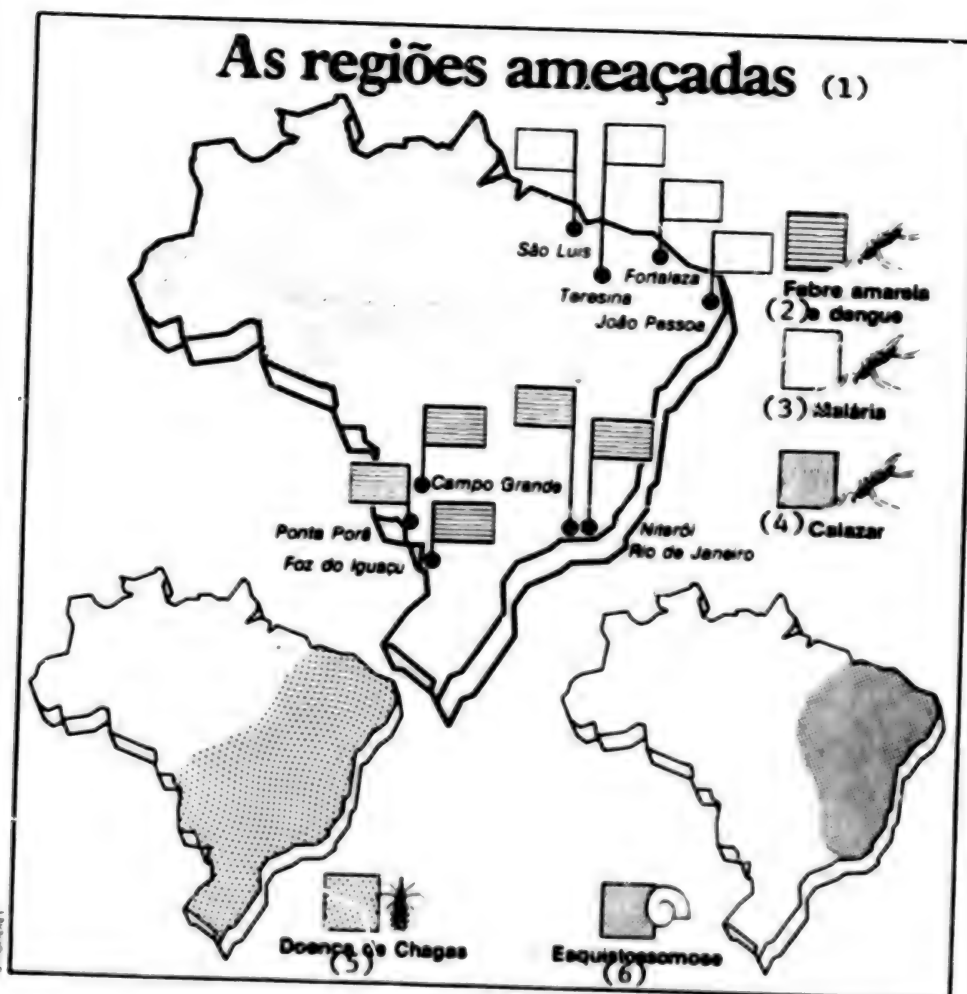 As regiões ameaçadas (1)
São Luis
Teresina
Fortaleza
João Pessoa
Febre amarela
(2) e dengue
(3) Malária
(4) Calazar
Campo Grande
Ponta Porã
Foz do Iguaçu
Niterói
Rio de Janeiro
Doença de Chagas
(5)
Esquistossomose
(6)